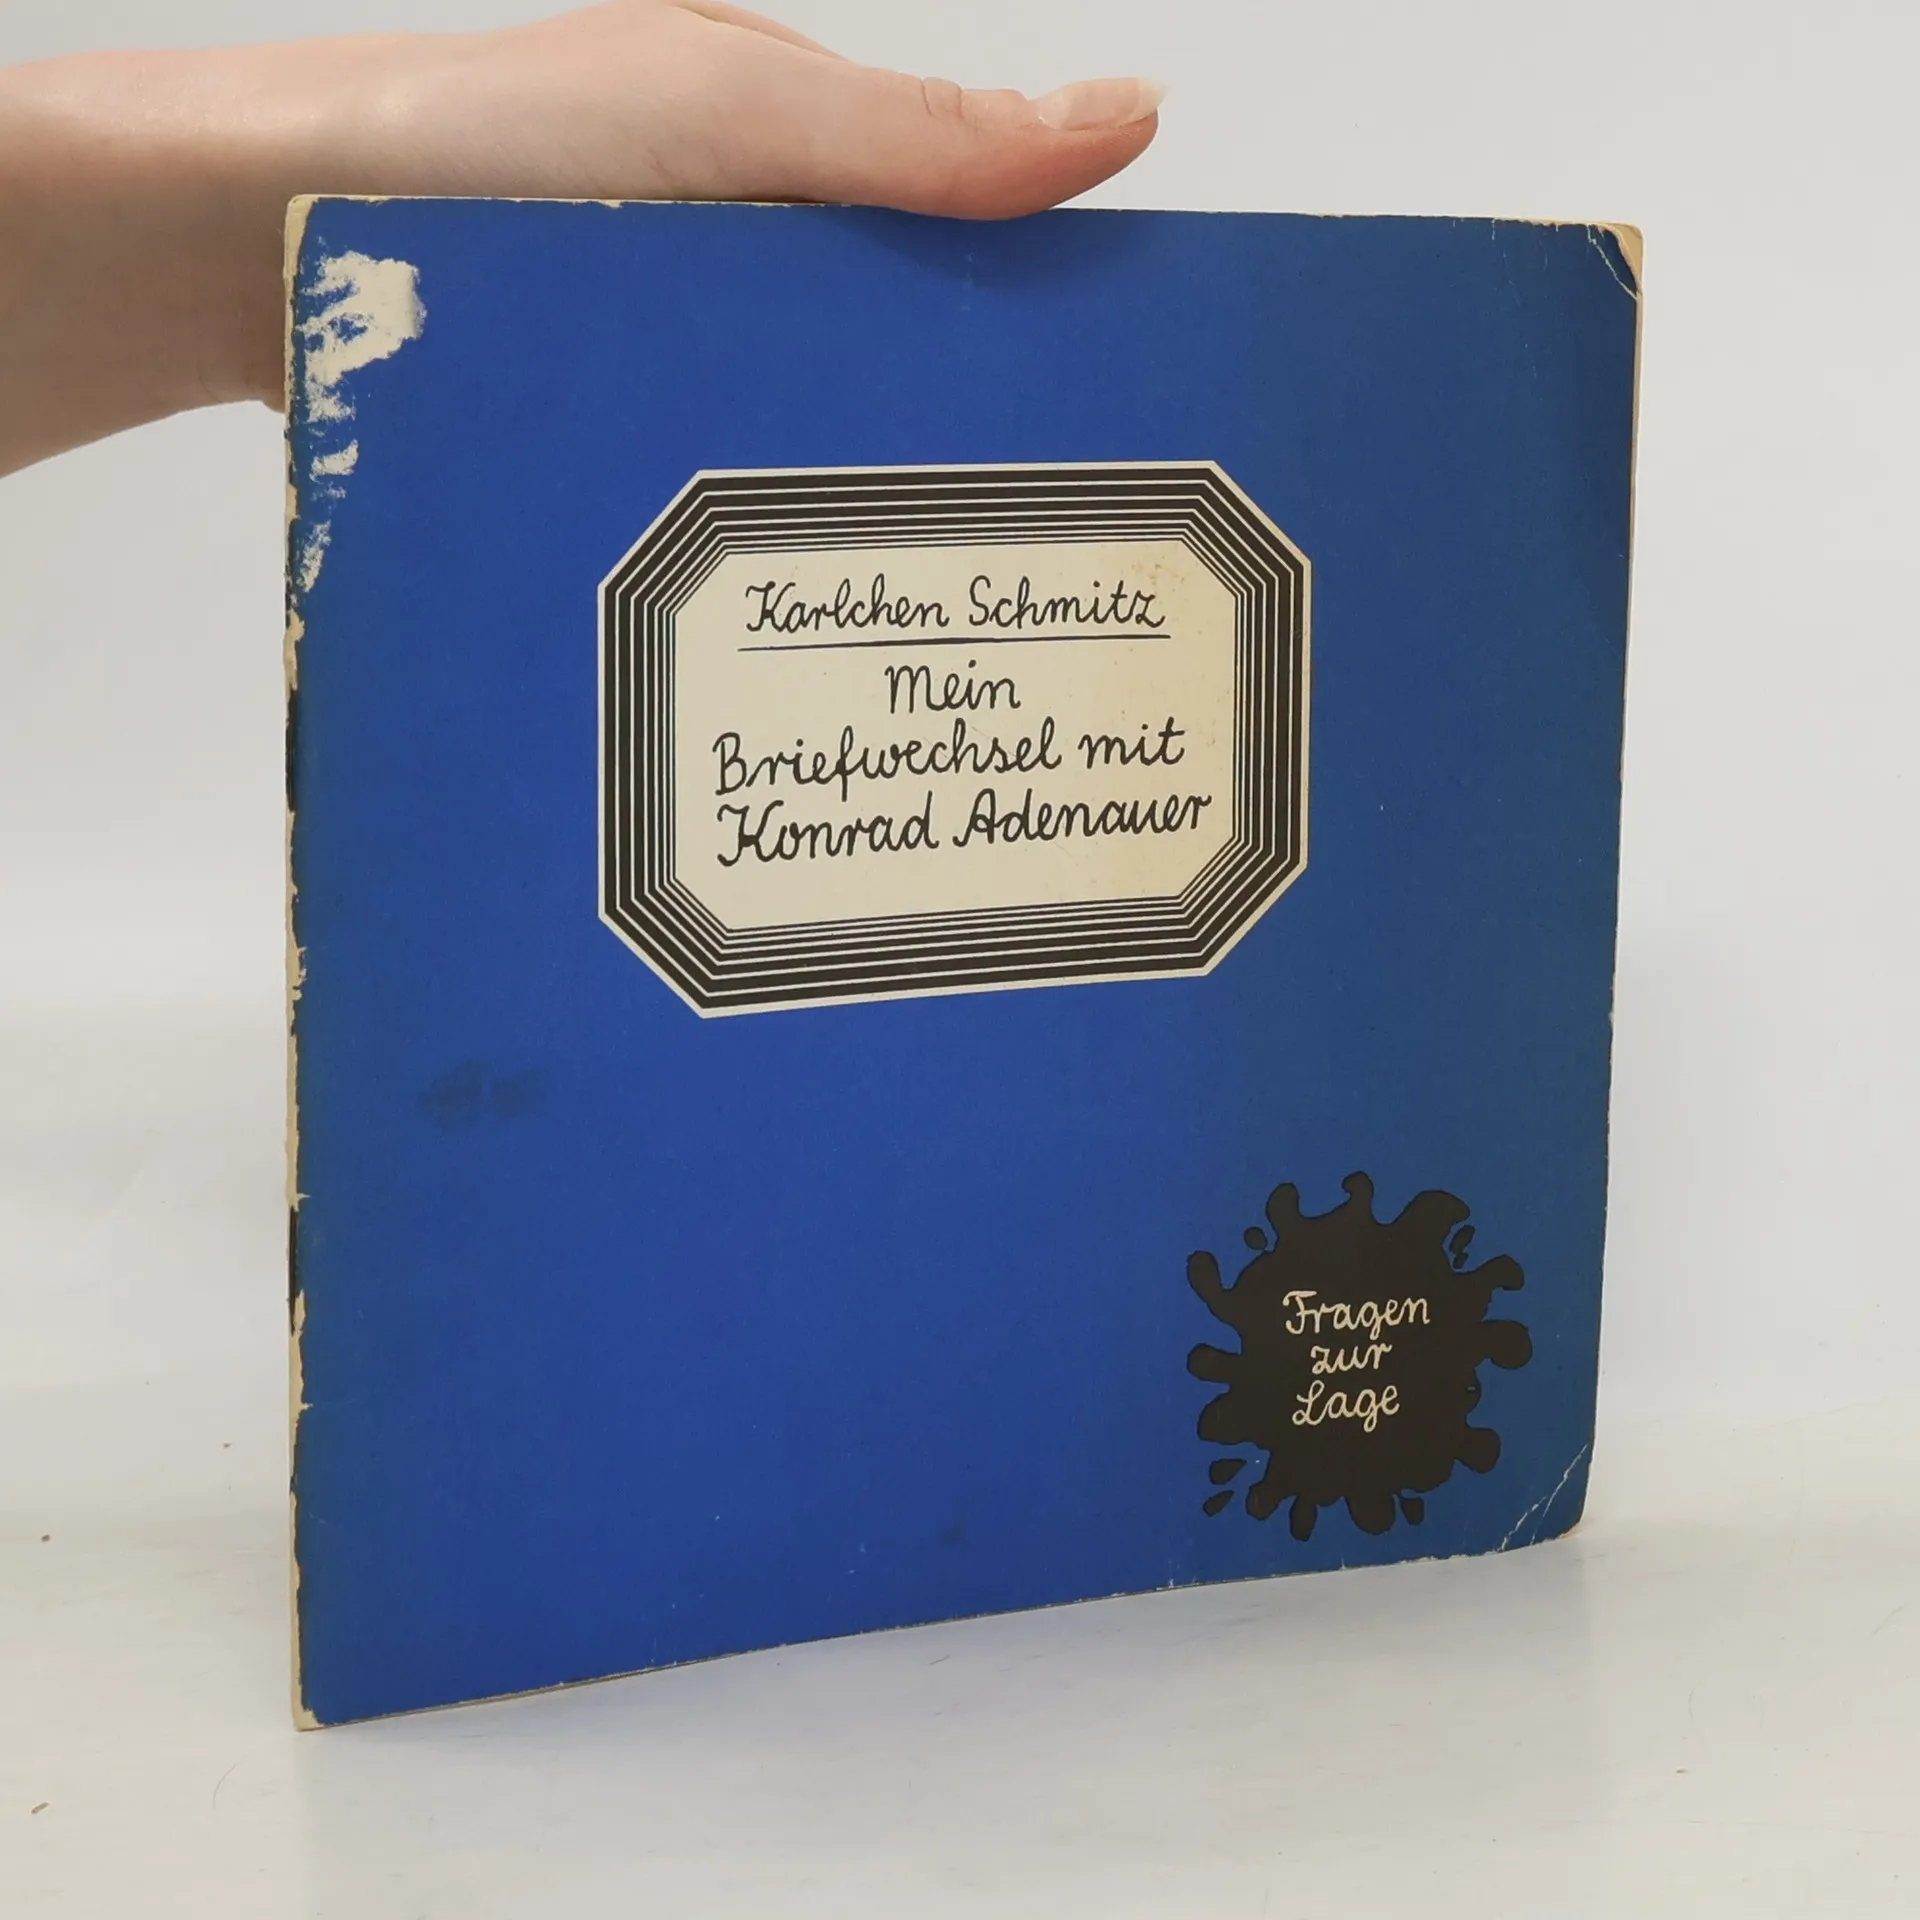 Karlchen Schmitz
Mein
Briefwechsel mit
Konrad Adenauer
Fragen
zur
Lage